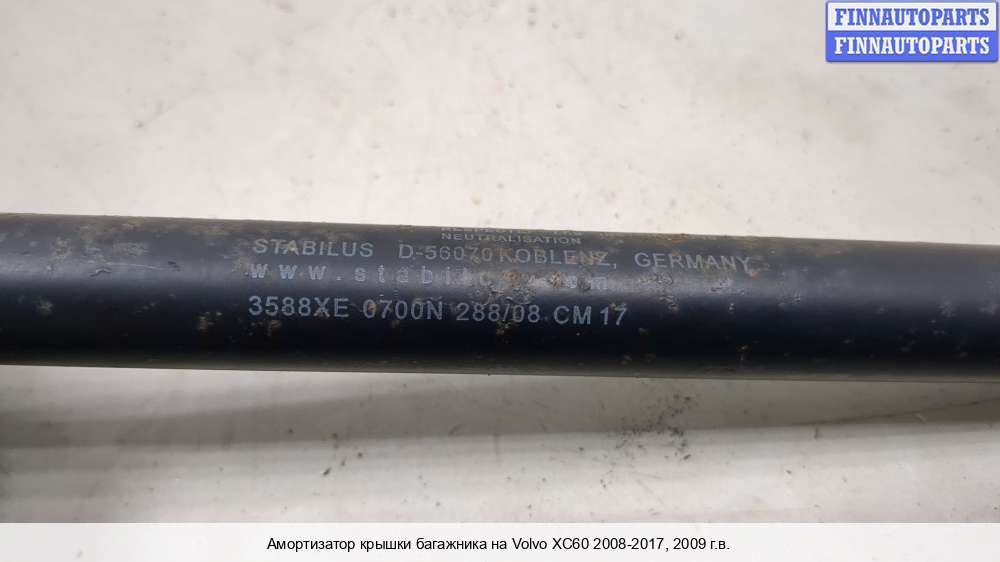 FINNAUTOPARTS
FINNAUTOPARTS
NEUTRALISATION
STABILUS D-56070 KOBLENZ, GERMANY
3588XE 0700N 288/08 CM 17
Амортизатор крышки багажника на Volvo XC60 2008-2017, 2009 г.в.